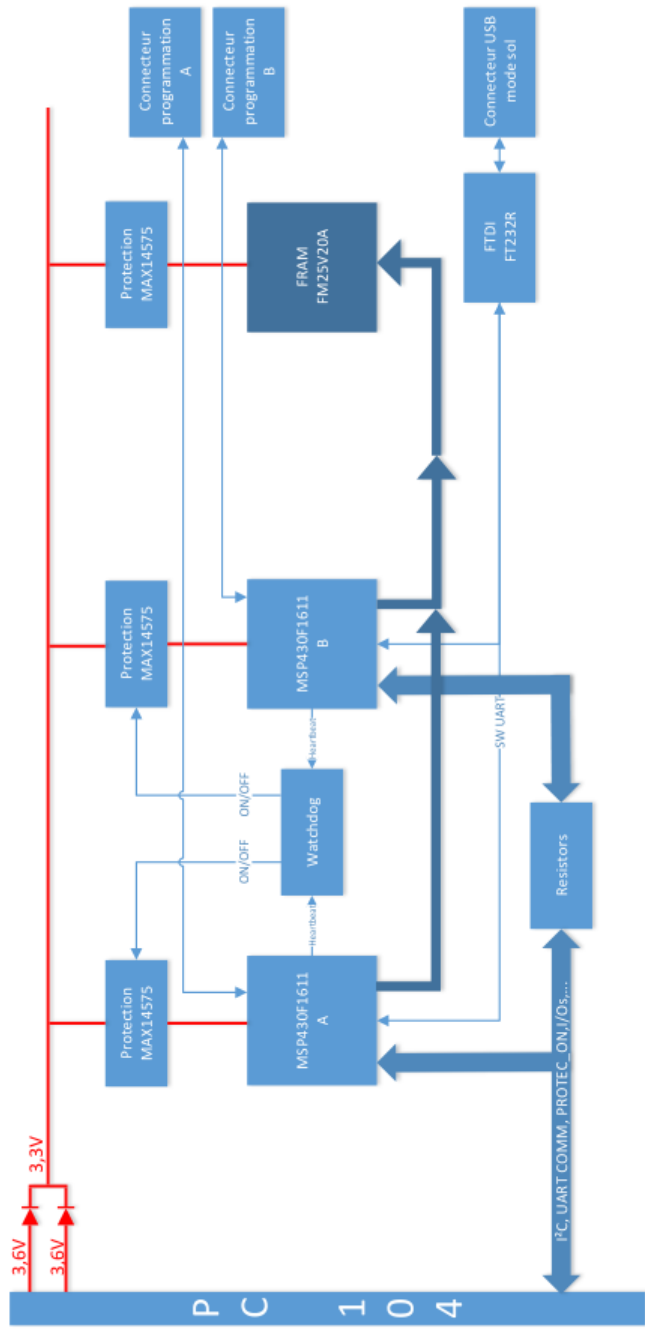 3,6V
3,6V
3,3V
Protection
MAX14575
Protection
MAX14575
Protection
MAX14575
Connecteur
programmation
A
Connecteur
programmation
B
ON/OFF
ON/OFF
MSP430F1611
A
Heartbeat
Watchdog
Heartbeat
MSP430F1611
B
FRAM
FM25V20A
SW UART
FTDI
FT232R
Connecteur USB
mode sol
I²C, UART COMM, PROTEC_ON,I/Os,...
Resistors
PC 104